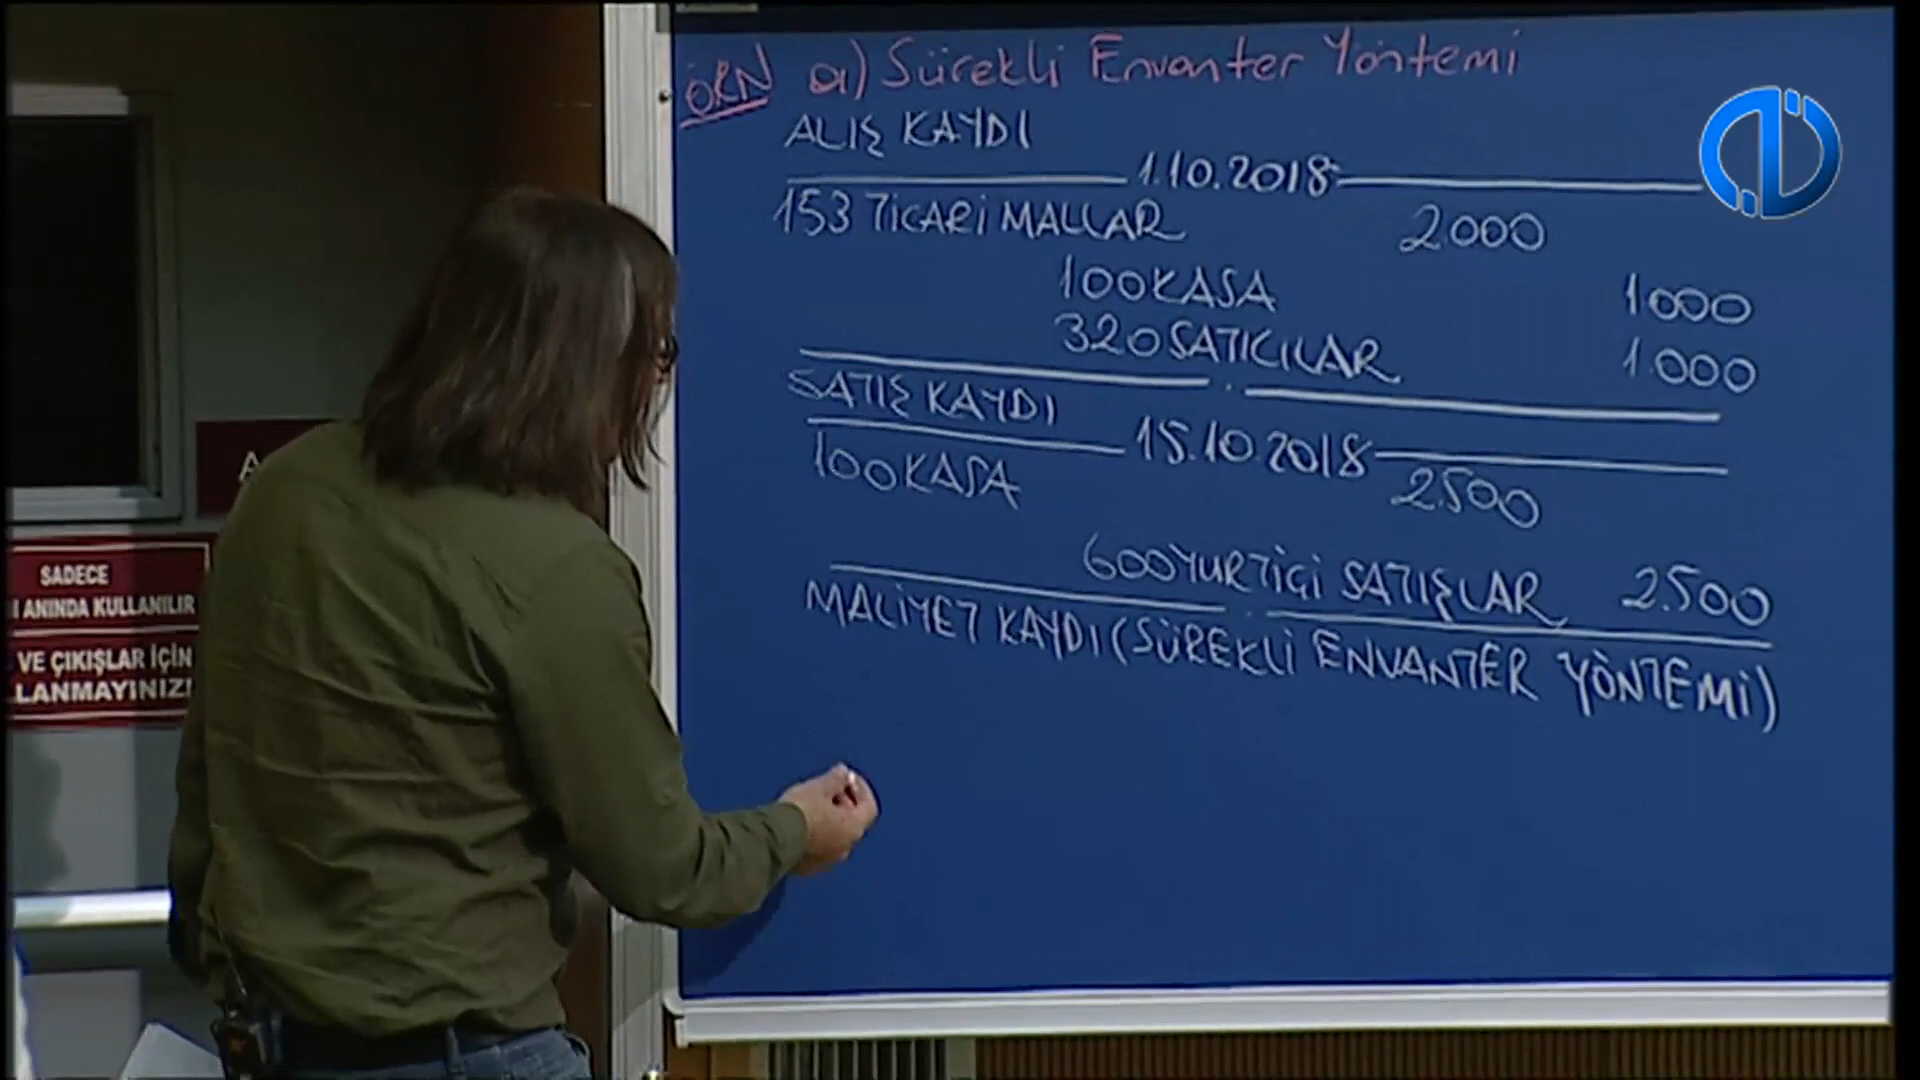 ÖRN a) Sürekli Envanter Yöntemi
ALIŞ KAYDI
1.10.2018
153 TİCARİ MALLAR 2.000
100 KASA 1.000
320 SATICILAR 1.000
SATIŞ KAYDI
15.10.2018
100 KASA 2.500
600 YURTİÇİ SATIŞLAR 2.500
MALİYET KAYDI (SÜREKLİ ENVANTER YÖNTEMİ)
A
SADECE
I ANINDA KULLANILIR
VE ÇIKIŞLAR İÇİN
LLANMAYINIZ!